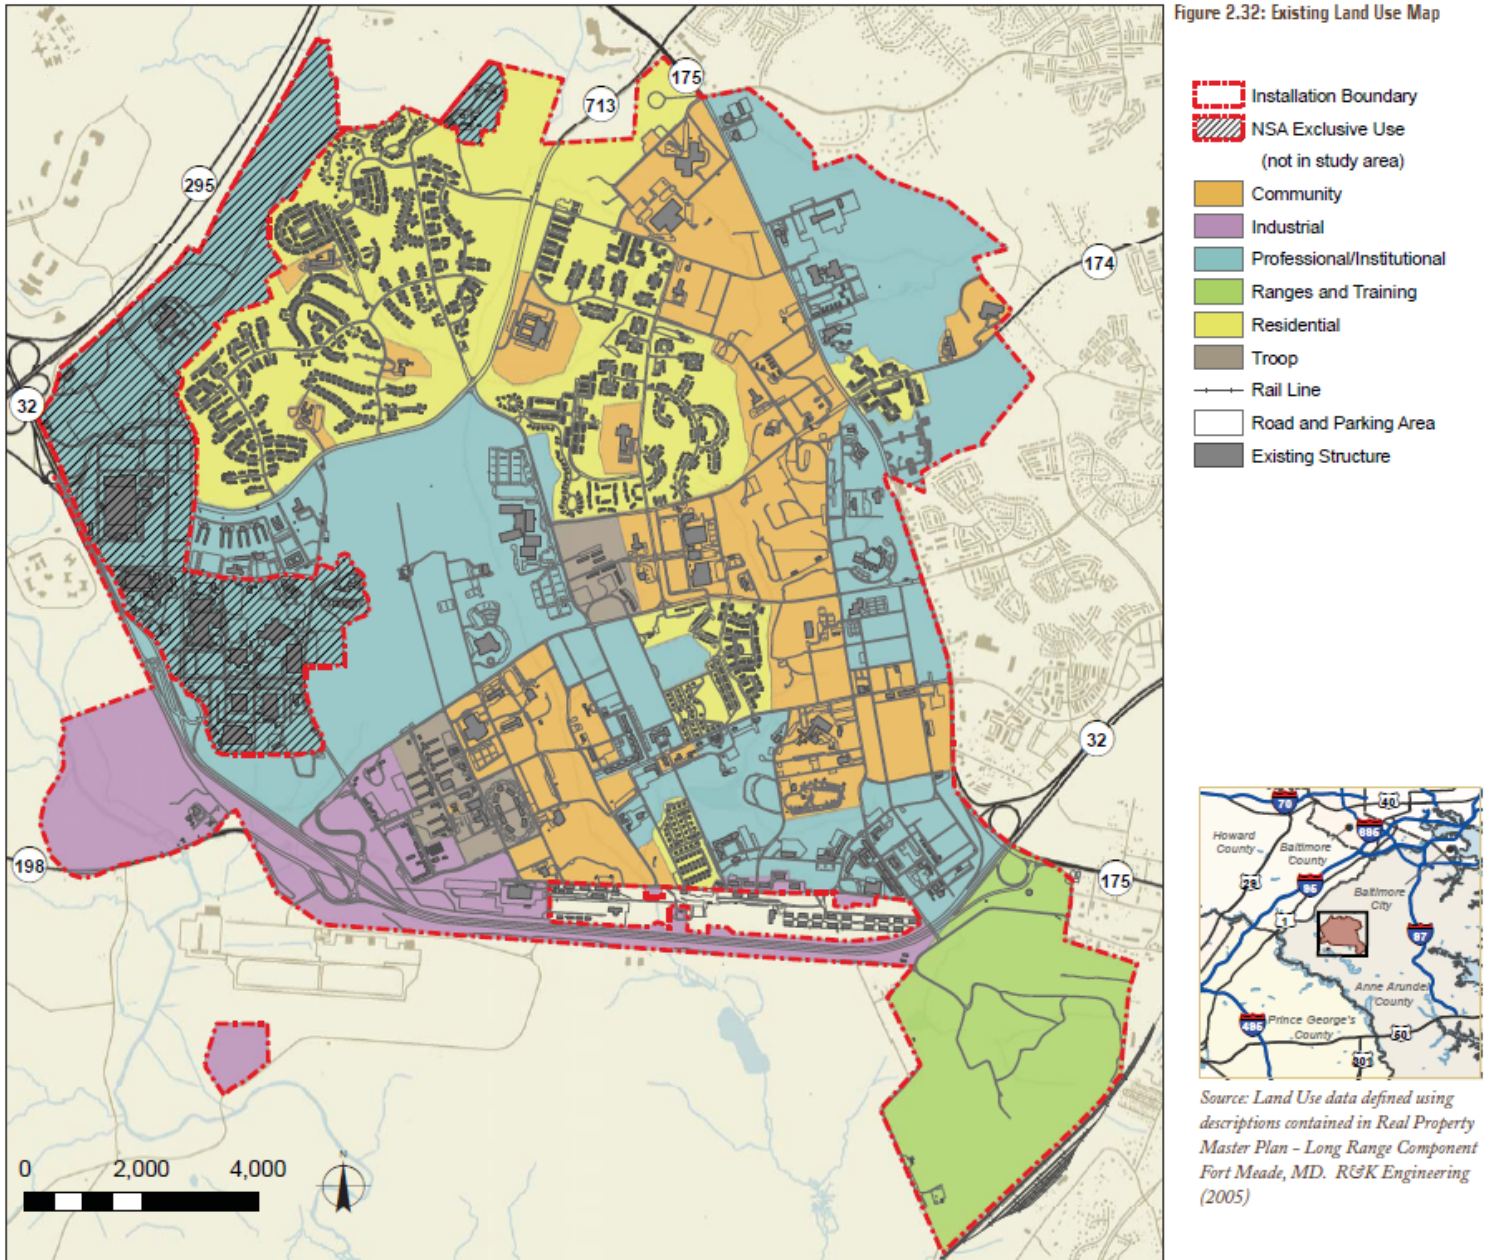 Figure 2.32: Existing Land Use Map
Installation Boundary
NSA Exclusive Use
(not in study area)
Community
Industrial
Professional/Institutional
Ranges and Training
Residential
Troop
Rail Line
Road and Parking Area
Existing Structure
175
713
295
174
32
32
198
175
0 2,000 4,000
N
70
40
695
Howard
County
Baltimore
County
29
95
Baltimore
City
1
97
Anne Arundel
County
495
Prince George's
County
50
301
Source: Land Use data defined using
descriptions contained in Real Property
Master Plan - Long Range Component
Fort Meade, MD. R&K Engineering
(2005)